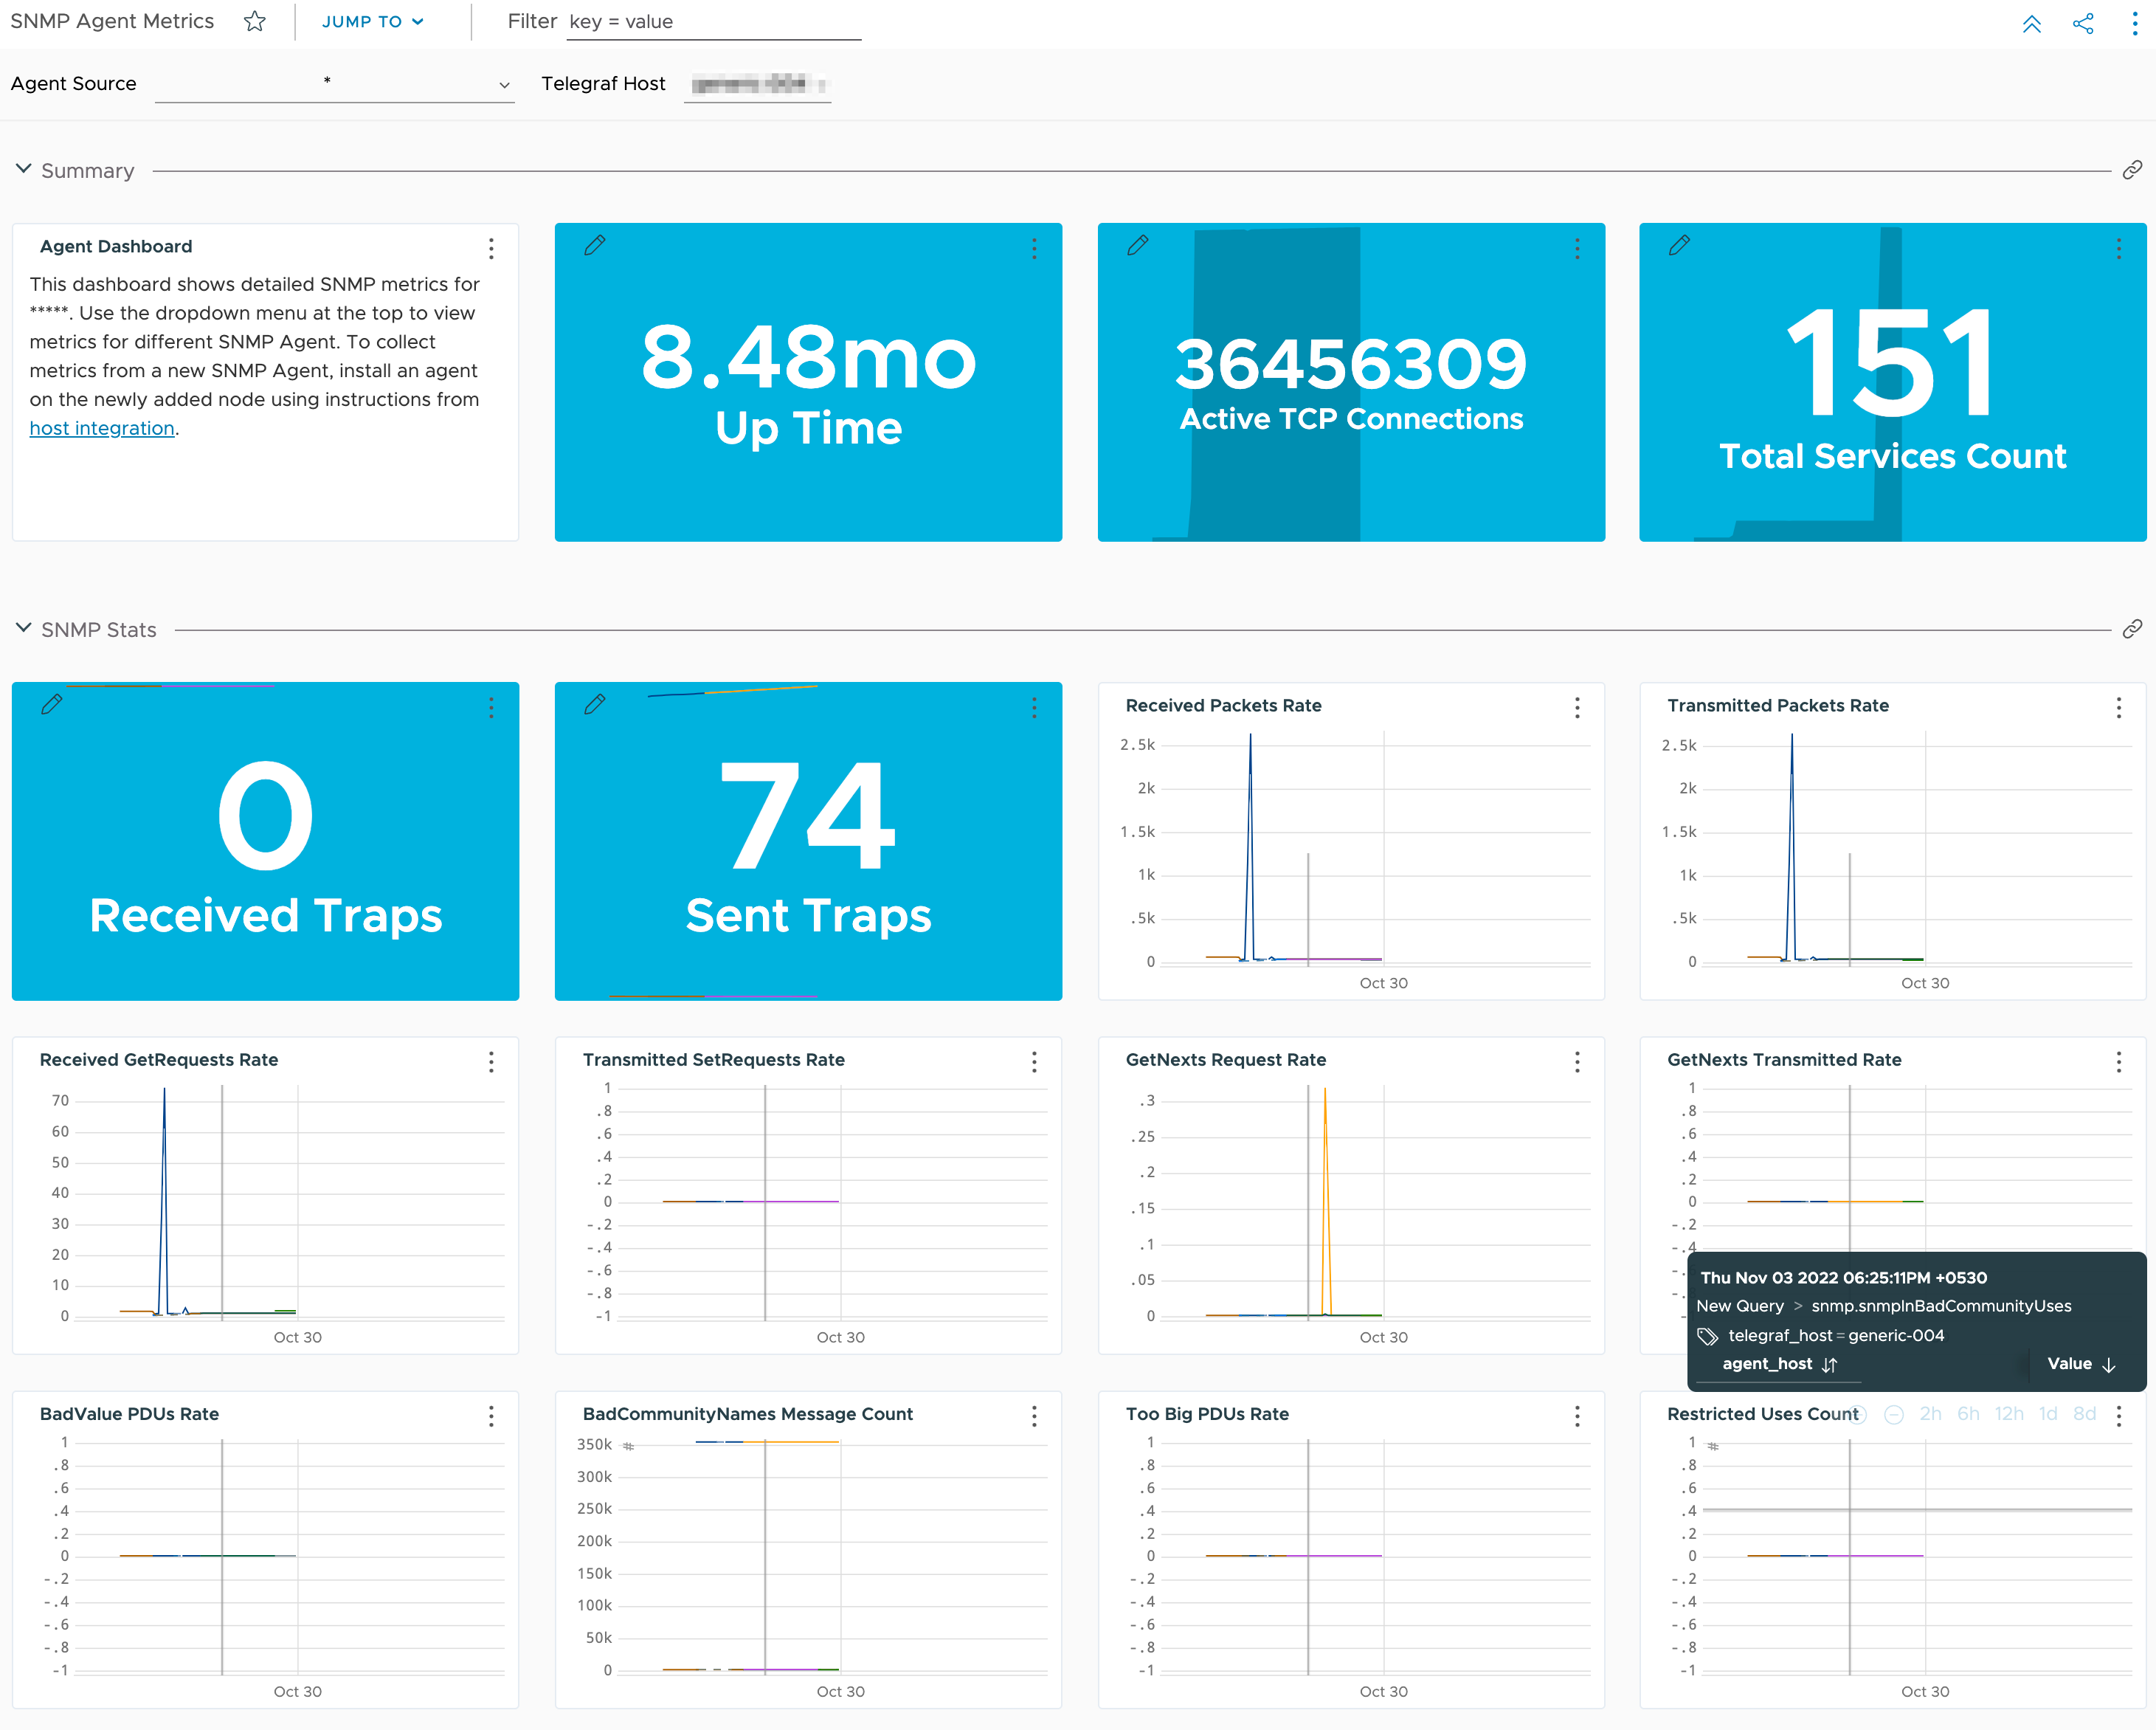 SNMP Agent Metrics
JUMP TO
Filter key = value
Agent Source * Telegraf Host
Summary
Agent Dashboard
This dashboard shows detailed SNMP metrics for
*****. Use the dropdown menu at the top to view
metrics for different SNMP Agent. To collect
metrics from a new SNMP Agent, install an agent
on the newly added node using instructions from
host integration.
8.48mo
Up Time
36456309
Active TCP Connections
151
Total Services Count
SNMP Stats
0
Received Traps
74
Sent Traps
Received Packets Rate
2.5k
2k
1.5k
1k
.5k
0
Oct 30
Transmitted Packets Rate
2.5k
2k
1.5k
1k
.5k
0
Oct 30
Received GetRequests Rate
70
60
50
40
30
20
10
0
Oct 30
Transmitted SetRequests Rate
1
.8
.6
.4
.2
0
-.2
-.4
-.6
-.8
-1
Oct 30
GetNexts Request Rate
.3
.25
.2
.15
.1
.05
0
Oct 30
GetNexts Transmitted Rate
1
.8
.6
.4
.2
0
-.2
-.4
Thu Nov 03 2022 06:25:11PM +0530
New Query > snmp.snmpInBadCommunityUses
telegraf_host = generic-004
agent_host Value
BadValue PDUs Rate
1
.8
.6
.4
.2
0
-.2
-.4
-.6
-.8
-1
Oct 30
BadCommunityNames Message Count
350k #
300k
250k
200k
150k
100k
50k
0
Oct 30
Too Big PDUs Rate
1
.8
.6
.4
.2
0
-.2
-.4
-.6
-.8
-1
Oct 30
Restricted Uses Count 2h 6h 12h 1d 8d
1 #
.8
.6
.4
.2
0
-.2
-.4
-.6
-.8
-1
Oct 30